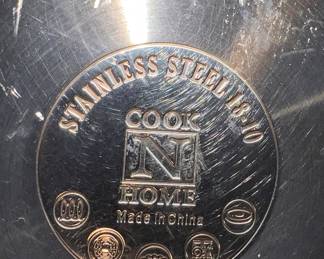 STAINLESS STEEL 18-10
COOK
N
HOME
Made in China